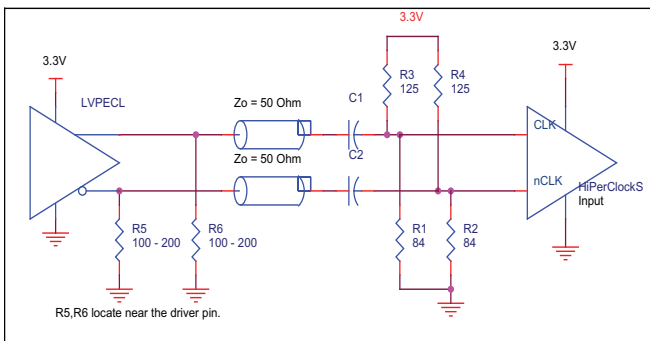 3.3V
3.3V
3.3V
LVPECL
R3
125
R4
125
Zo = 50 Ohm
C1
CLK
Zo = 50 Ohm
C2
nCLK
HiPerClockS
Input
R5
100 - 200
R6
100 - 200
R1
84
R2
84
R5,R6 locate near the driver pin.